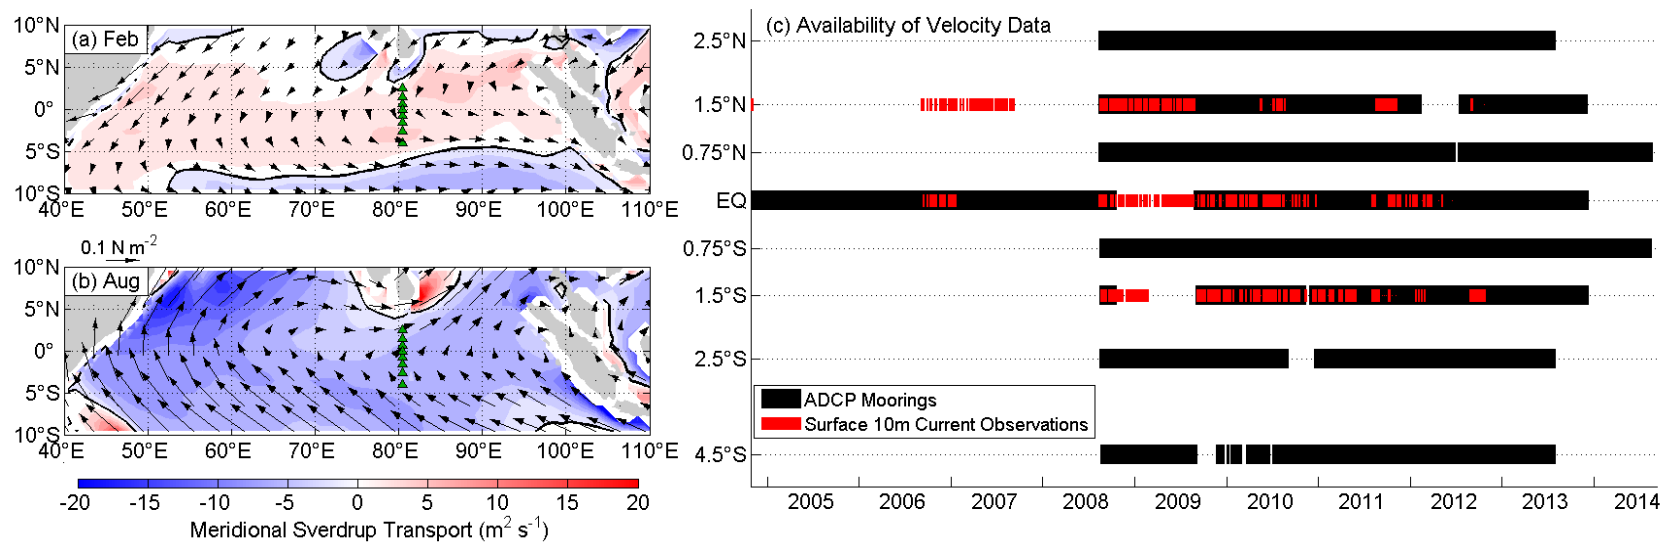 10°N
(a) Feb
5°N
0°
5°S
10°S
40°E 50°E 60°E 70°E 80°E 90°E 100°E 110°E
0.1 N m⁻²
10°N
(b) Aug
5°N
0°
5°S
10°S
40°E 50°E 60°E 70°E 80°E 90°E 100°E 110°E
-20 -15 -10 -5 0 5 10 15 20
Meridional Sverdrup Transport (m² s⁻¹)
(c) Availability of Velocity Data
2.5°N
1.5°N
0.75°N
EQ
0.75°S
1.5°S
2.5°S
ADCP Moorings
Surface 10m Current Observations
4.5°S
2005 2006 2007 2008 2009 2010 2011 2012 2013 2014